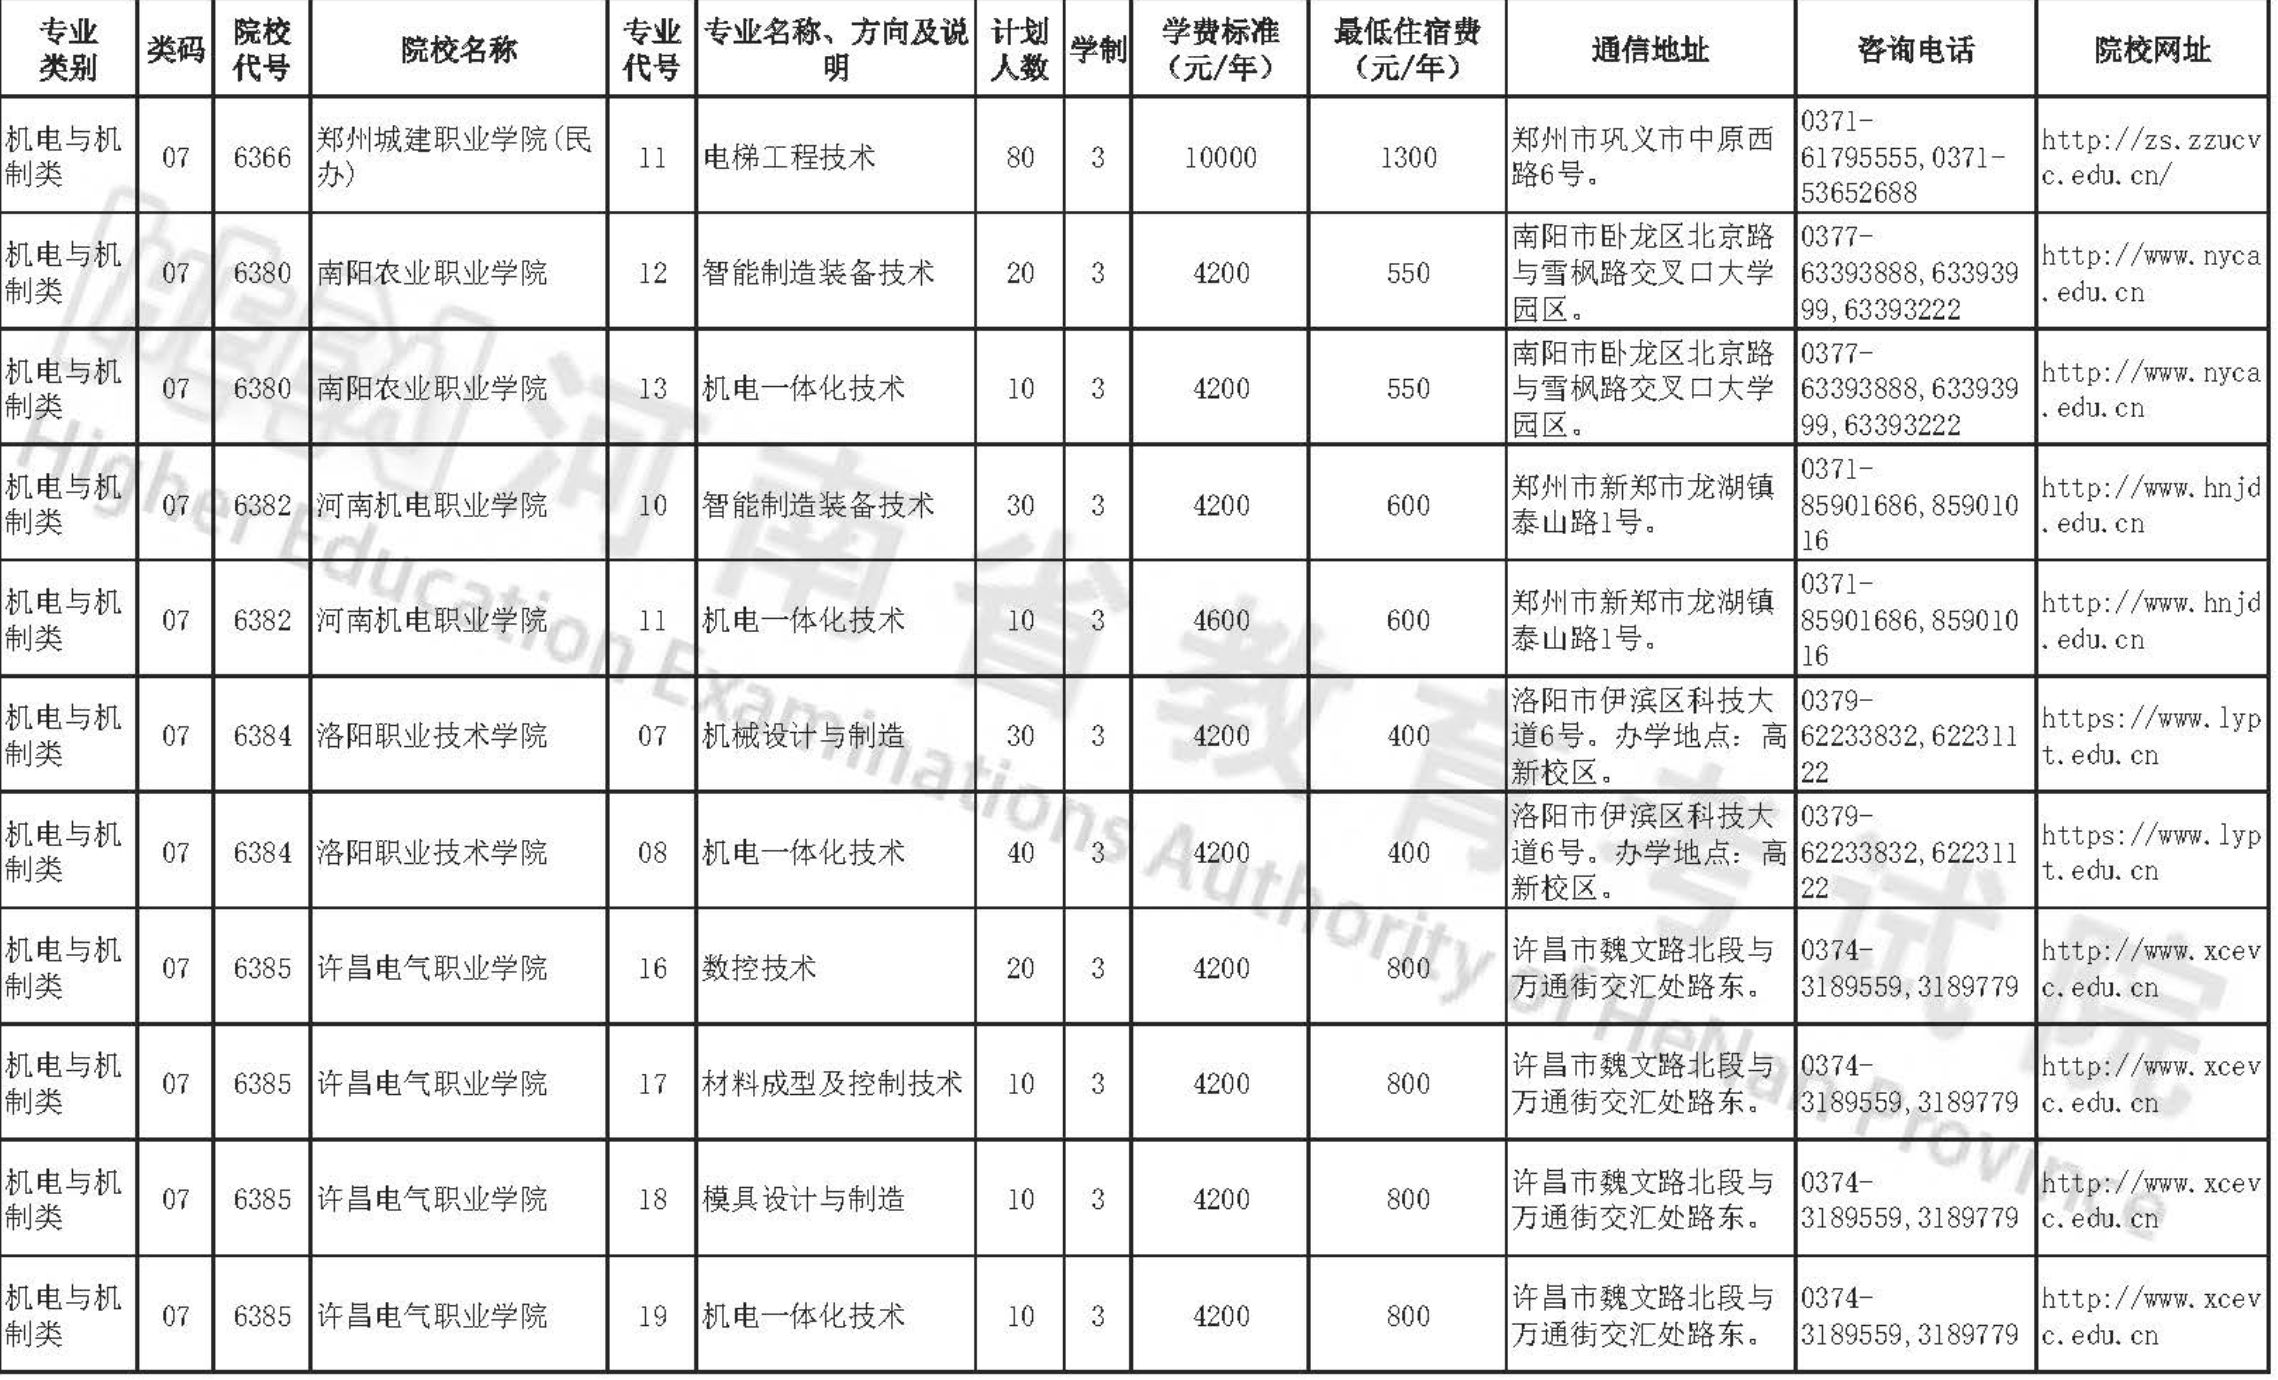 专业类别 类码 院校代号 院校名称 专业代号 专业名称、方向及说明 计划人数 学制 学费标准（元/年） 最低住宿费（元/年） 通信地址 咨询电话 院校网址
机电与机制类 07 6366 郑州城建职业学院(民办) 11 电梯工程技术 80 3 10000 1300 郑州市巩义市中原西路6号。 0371-61795555,0371-53652688 http://zs.zzucvc.edu.cn/
机电与机制类 07 6380 南阳农业职业学院 12 智能制造装备技术 20 3 4200 550 南阳市卧龙区北京路与雪枫路交叉口大学园区。 0377-63393888,63393999,63393222 http://www.nyca.edu.cn
机电与机制类 07 6380 南阳农业职业学院 13 机电一体化技术 10 3 4200 550 南阳市卧龙区北京路与雪枫路交叉口大学园区。 0377-63393888,63393999,63393222 http://www.nyca.edu.cn
机电与机制类 07 6382 河南机电职业学院 10 智能制造装备技术 30 3 4200 600 郑州市新郑市龙湖镇泰山路1号。 0371-85901686,85901016 http://www.hnjd.edu.cn
机电与机制类 07 6382 河南机电职业学院 11 机电一体化技术 10 3 4600 600 郑州市新郑市龙湖镇泰山路1号。 0371-85901686,85901016 http://www.hnjd.edu.cn
机电与机制类 07 6384 洛阳职业技术学院 07 机械设计与制造 30 3 4200 400 洛阳市伊滨区科技大道6号。办学地点：高新校区。 0379-62233832,62231122 https://www.lypt.edu.cn
机电与机制类 07 6384 洛阳职业技术学院 08 机电一体化技术 40 3 4200 400 洛阳市伊滨区科技大道6号。办学地点：高新校区。 0379-62233832,62231122 https://www.lypt.edu.cn
机电与机制类 07 6385 许昌电气职业学院 16 数控技术 20 3 4200 800 许昌市魏文路北段与万通街交汇处路东。 0374-3189559,3189779 http://www.xcevc.edu.cn
机电与机制类 07 6385 许昌电气职业学院 17 材料成型及控制技术 10 3 4200 800 许昌市魏文路北段与万通街交汇处路东。 0374-3189559,3189779 http://www.xcevc.edu.cn
机电与机制类 07 6385 许昌电气职业学院 18 模具设计与制造 10 3 4200 800 许昌市魏文路北段与万通街交汇处路东。 0374-3189559,3189779 http://www.xcevc.edu.cn
机电与机制类 07 6385 许昌电气职业学院 19 机电一体化技术 10 3 4200 800 许昌市魏文路北段与万通街交汇处路东。 0374-3189559,3189779 http://www.xcevc.edu.cn
HEEA 河南省教育考试院
Higher Education Examinations Authority of HeNan Province